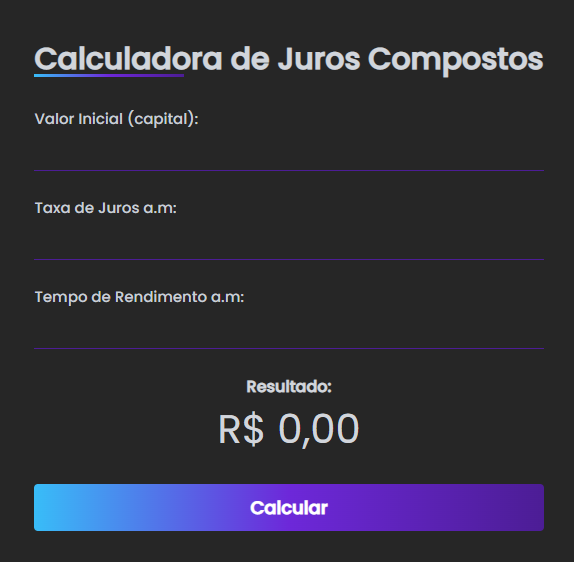 Calculadora de Juros Compostos
Valor Inicial (capital):
Taxa de Juros a.m:
Tempo de Rendimento a.m:
Resultado:
R$ 0,00
Calcular